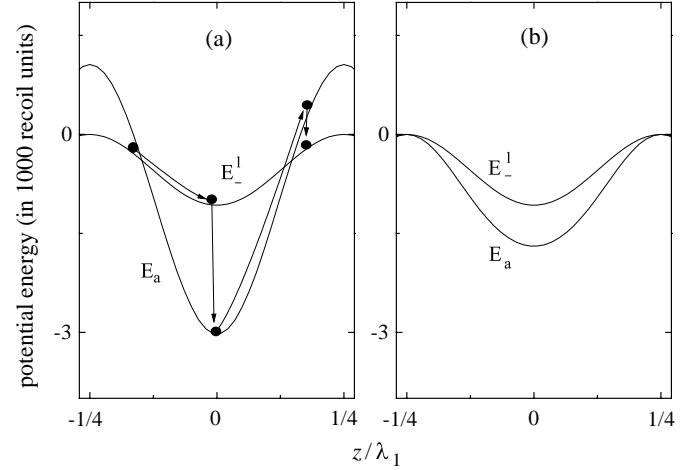 potential energy (in 1000 recoil units)
(a)
(b)
0
-3
E_-^1
E_a
E_-^1
E_a
0
-3
-1/4
0
1/4
-1/4
0
1/4
z/λ_1